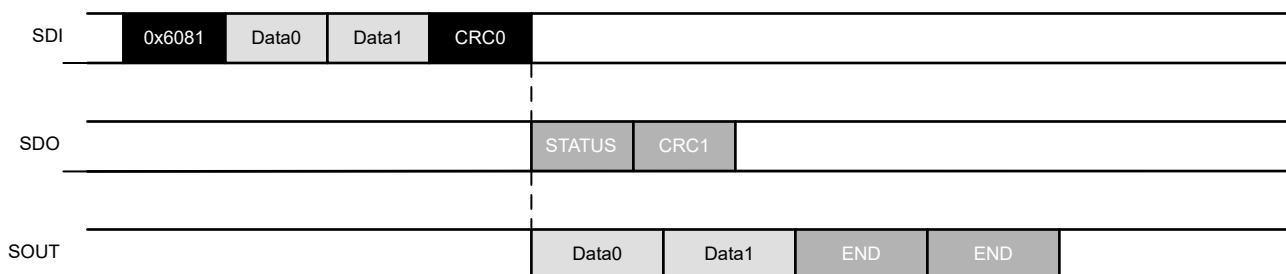 SDI 0x6081 Data0 Data1 CRC0
SDO STATUS CRC1
SOUT Data0 Data1 END END